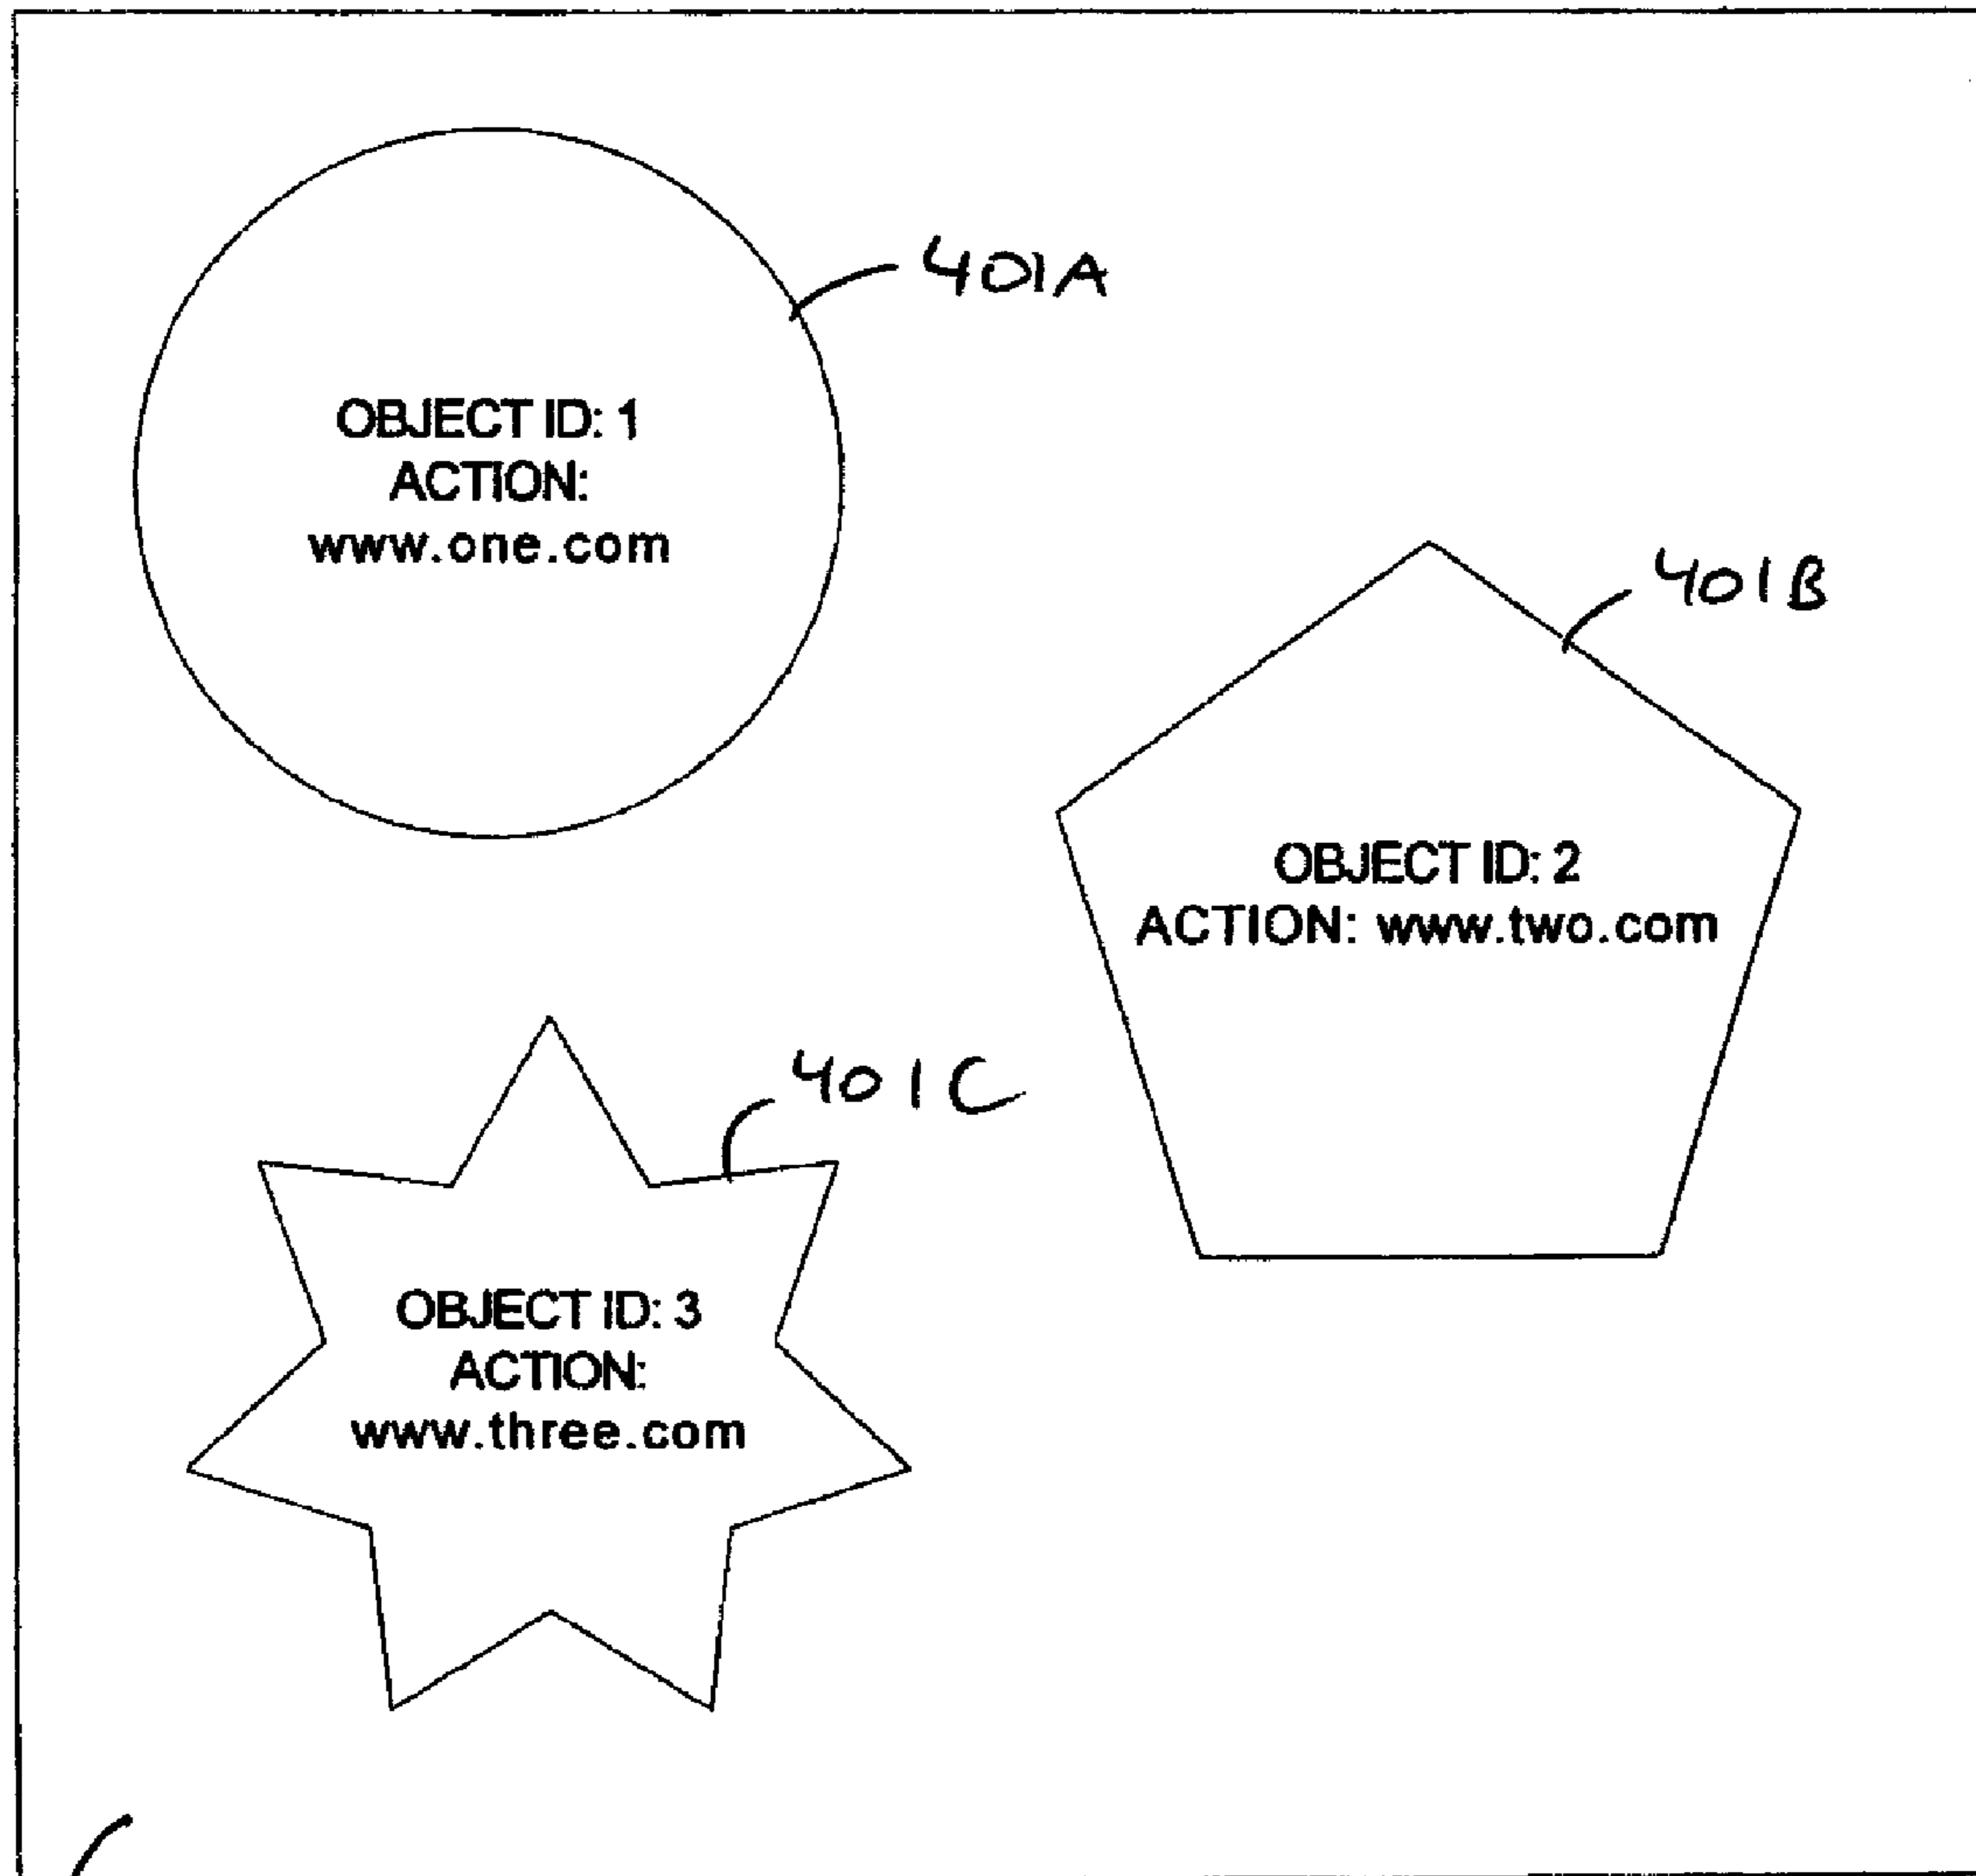 401A
OBJECT ID: 1
ACTION:
www.one.com
401B
OBJECT ID: 2
ACTION: www.two.com
401C
OBJECT ID: 3
ACTION:
www.three.com